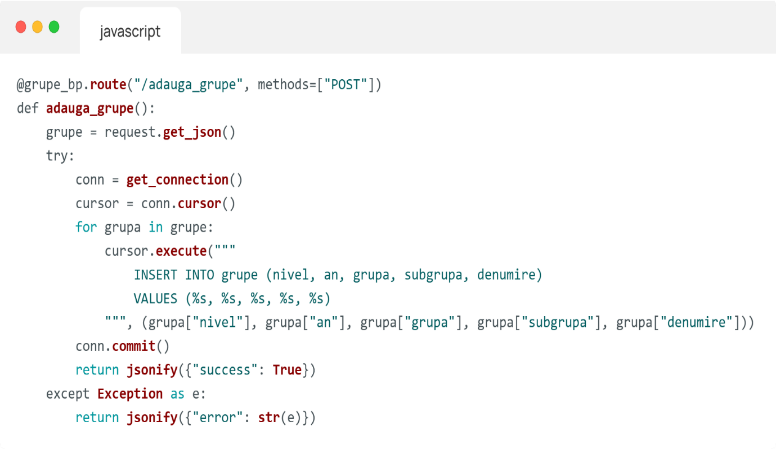 javascript
@grupe_bp.route("/adauga_grupe", methods=["POST"])
def adauga_grupe():
    grupe = request.get_json()
    try:
        conn = get_connection()
        cursor = conn.cursor()
        for grupa in grupe:
            cursor.execute("""
                INSERT INTO grupe (nivel, an, grupa, subgrupa, denumire)
                VALUES (%s, %s, %s, %s, %s)
            """, (grupa["nivel"], grupa["an"], grupa["grupa"], grupa["subgrupa"], grupa["denumire"]))
        conn.commit()
        return jsonify({"success": True})
    except Exception as e:
        return jsonify({"error": str(e)})